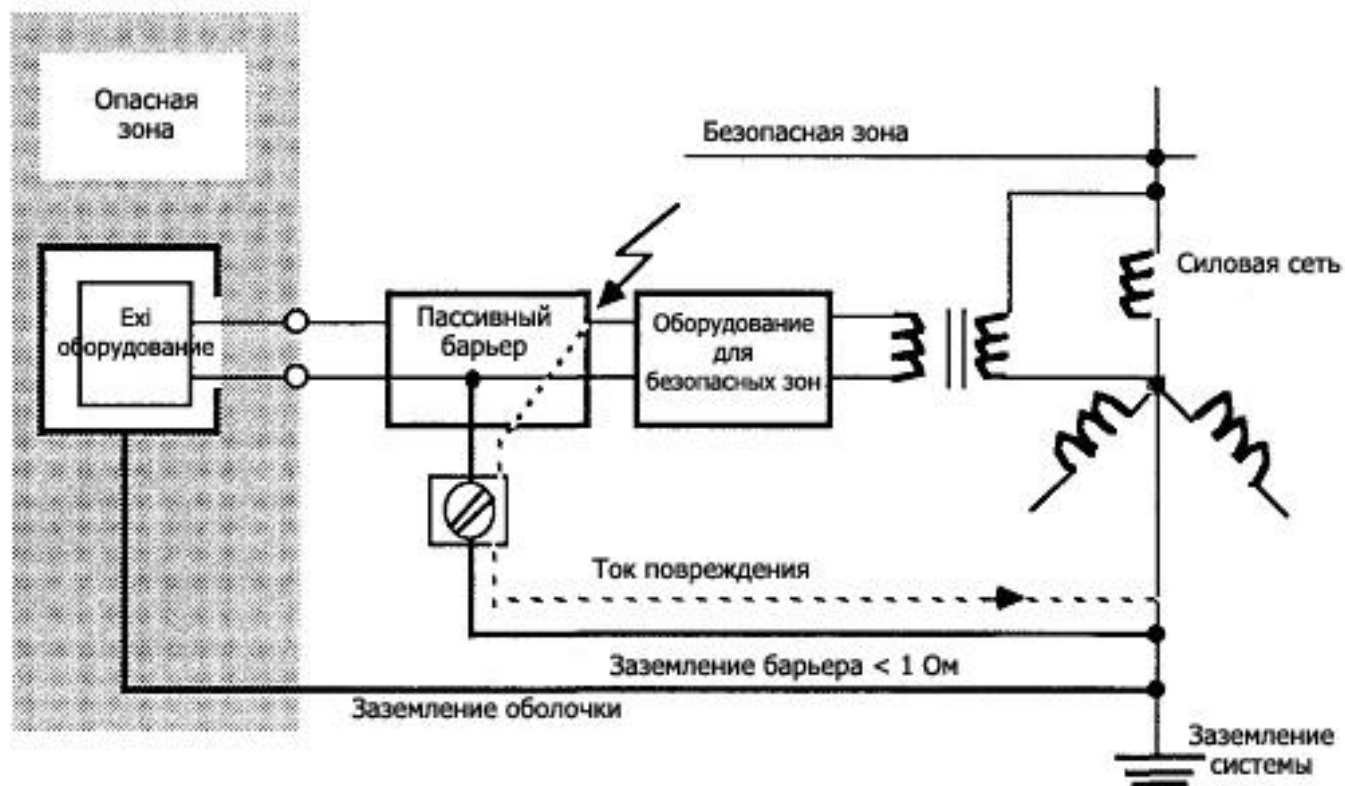 Опасная
зона
Безопасная зона
Силовая сеть
Exi
оборудование
Пассивный
барьер
Оборудование
для
безопасных зон
Ток повреждения
Заземление барьера < 1 Ом
Заземление оболочки
Заземление
системы